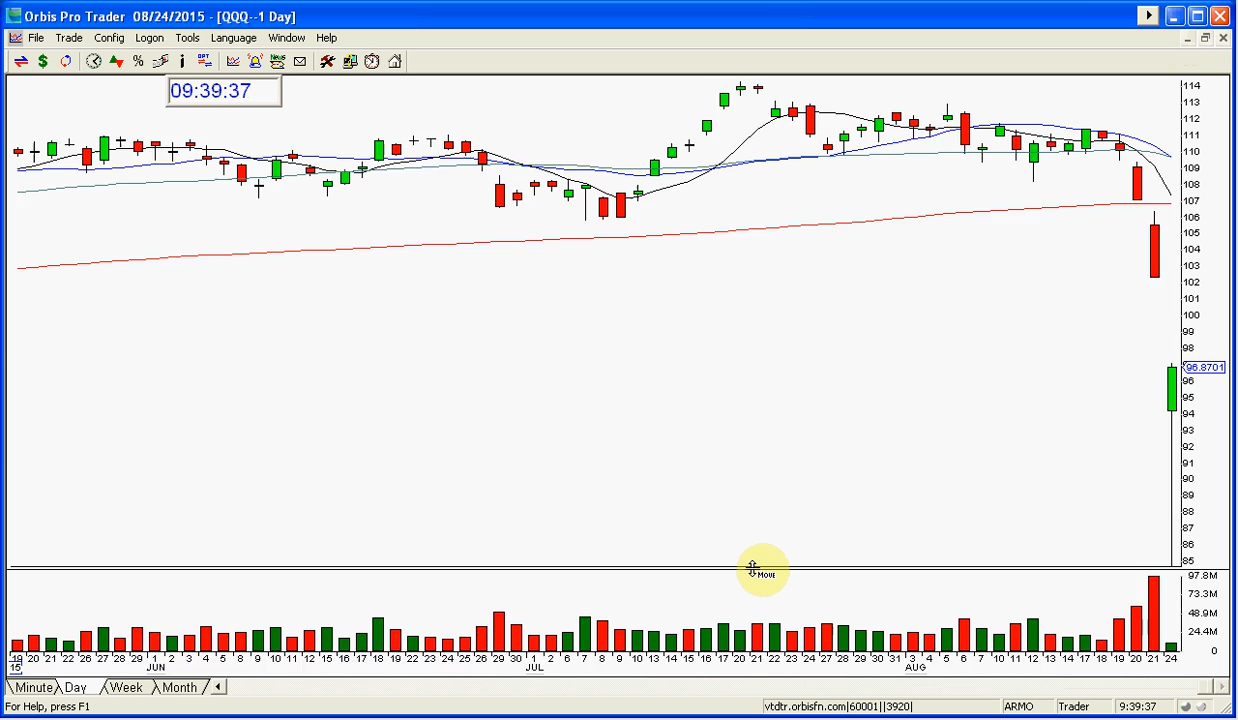 Orbis Pro Trader 08/24/2015 - [QQQ--1 Day]
File Trade Config Logon Tools Language Window Help
09:39:37
114
113
112
111
110
109
108
107
106
105
104
103
102
101
100
99
98
96.8701
96
95
94
93
92
91
90
89
88
87
86
85
MOVE
97.8M
73.3M
48.9M
24.4M
0
19 20 21 22 26 27 28 29 1 2 3 4 5 8 9 10 11 12 15 16 17 18 19 22 23 24 25 26 29 30 1 2 6 7 8 9 10 13 14 15 16 17 20 21 22 23 24 27 28 29 30 31 3 4 5 6 7 10 11 12 13 14 17 18 19 20 21 24
15 JUN JUL AUG
Minute Day Week Month
For Help, press F1 vtdtr.orbisfn.com|60001||3920| ARMO Trader 9:39:37